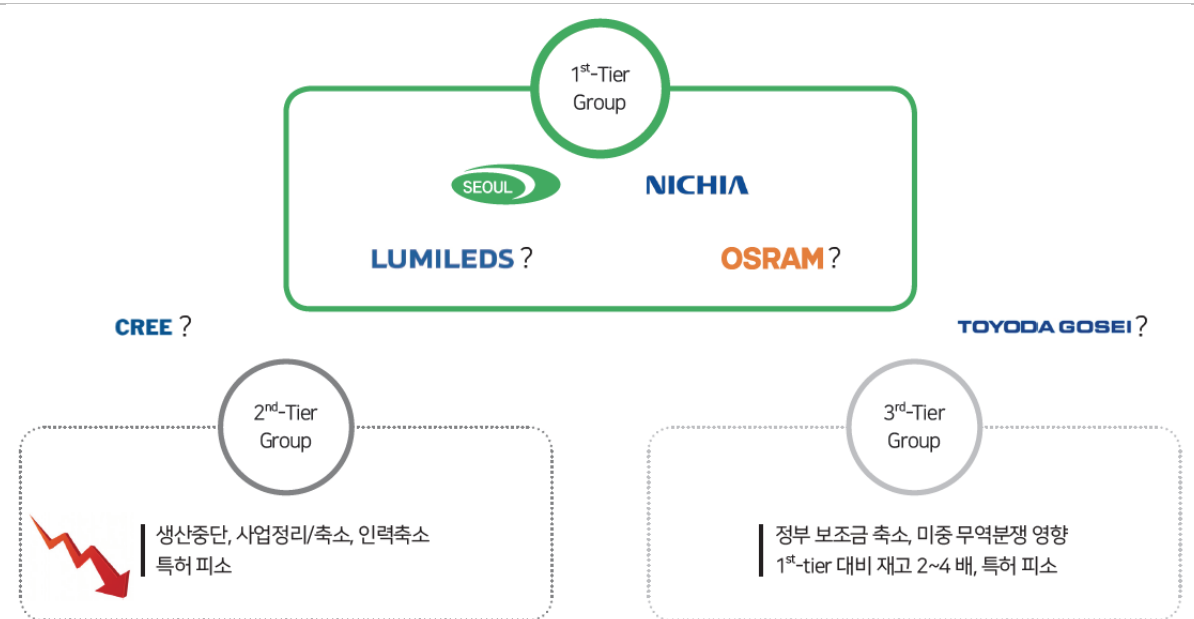 1st-Tier
Group
SEOUL
NICHIA
LUMILEDS ?
OSRAM ?
CREE ?
TOYODA GOSEI ?
2nd-Tier
Group
생산중단, 사업정리/축소, 인력축소
특허 피소
3rd-Tier
Group
정부 보조금 축소, 미중 무역분쟁 영향
1st-tier 대비 재고 2~4 배, 특허 피소